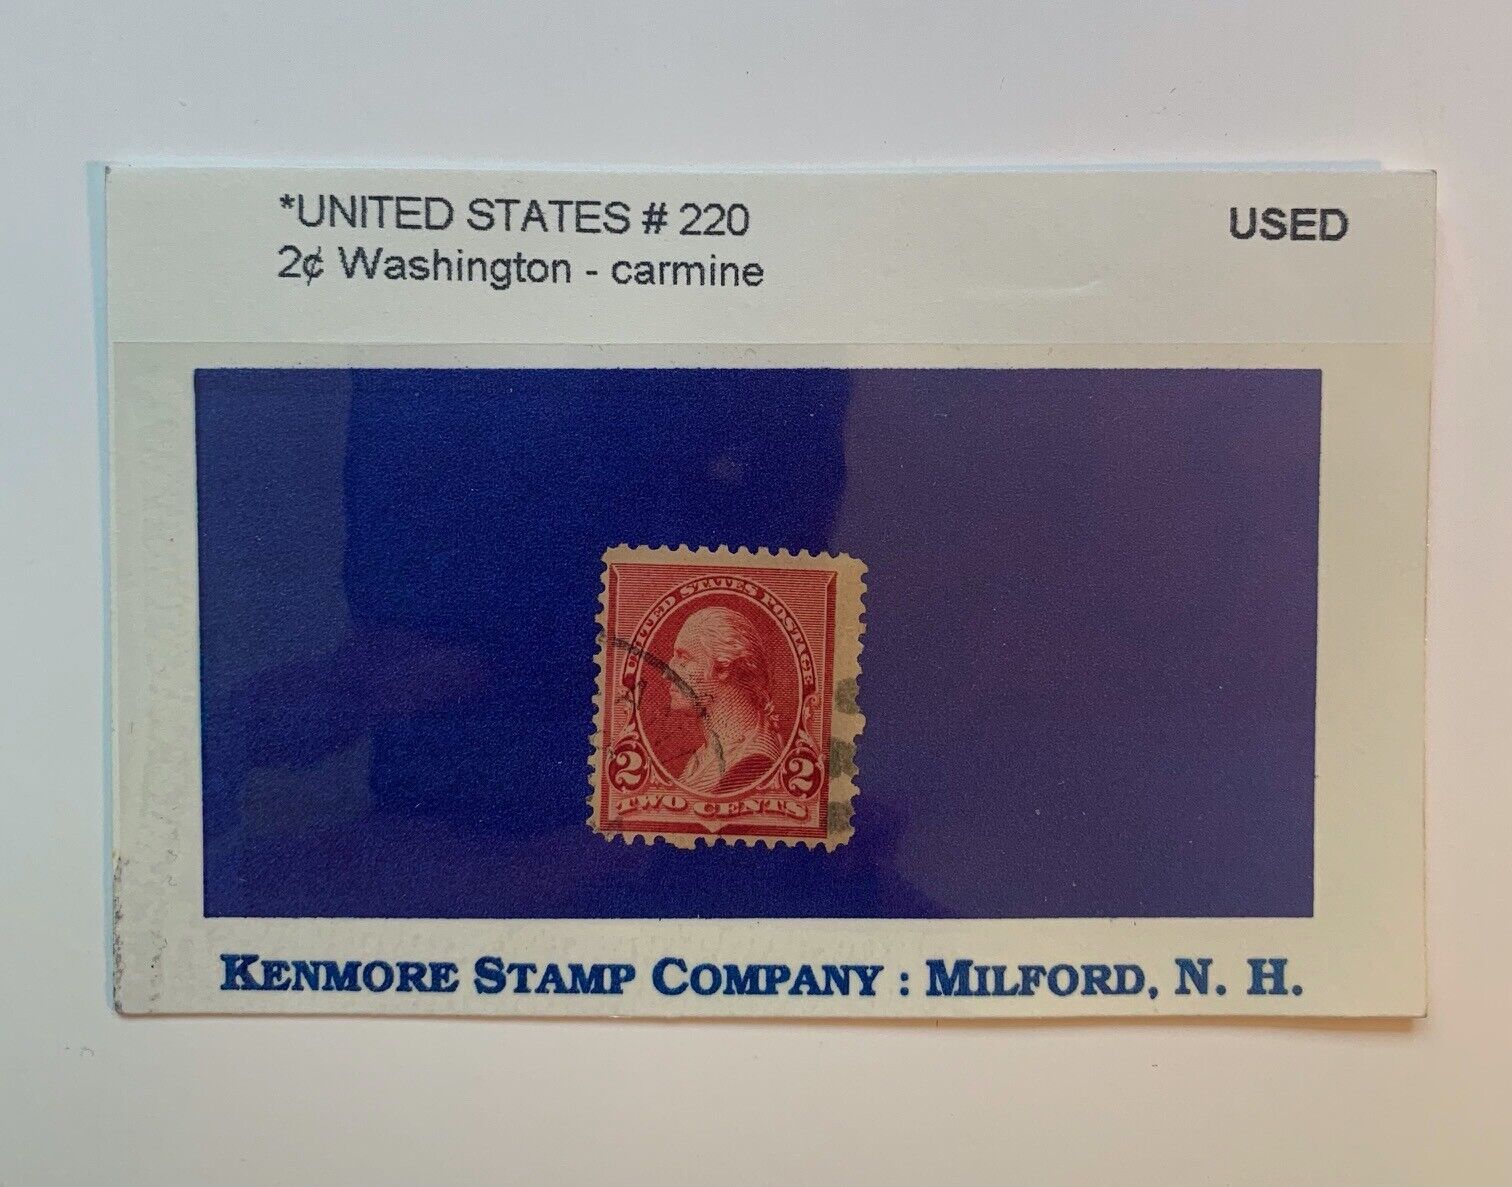 *UNITED STATES # 220
USED
2¢ Washington - carmine
UNITED STATES POSTAGE
2 2
TWO CENTS
KENMORE STAMP COMPANY : MILFORD, N. H.